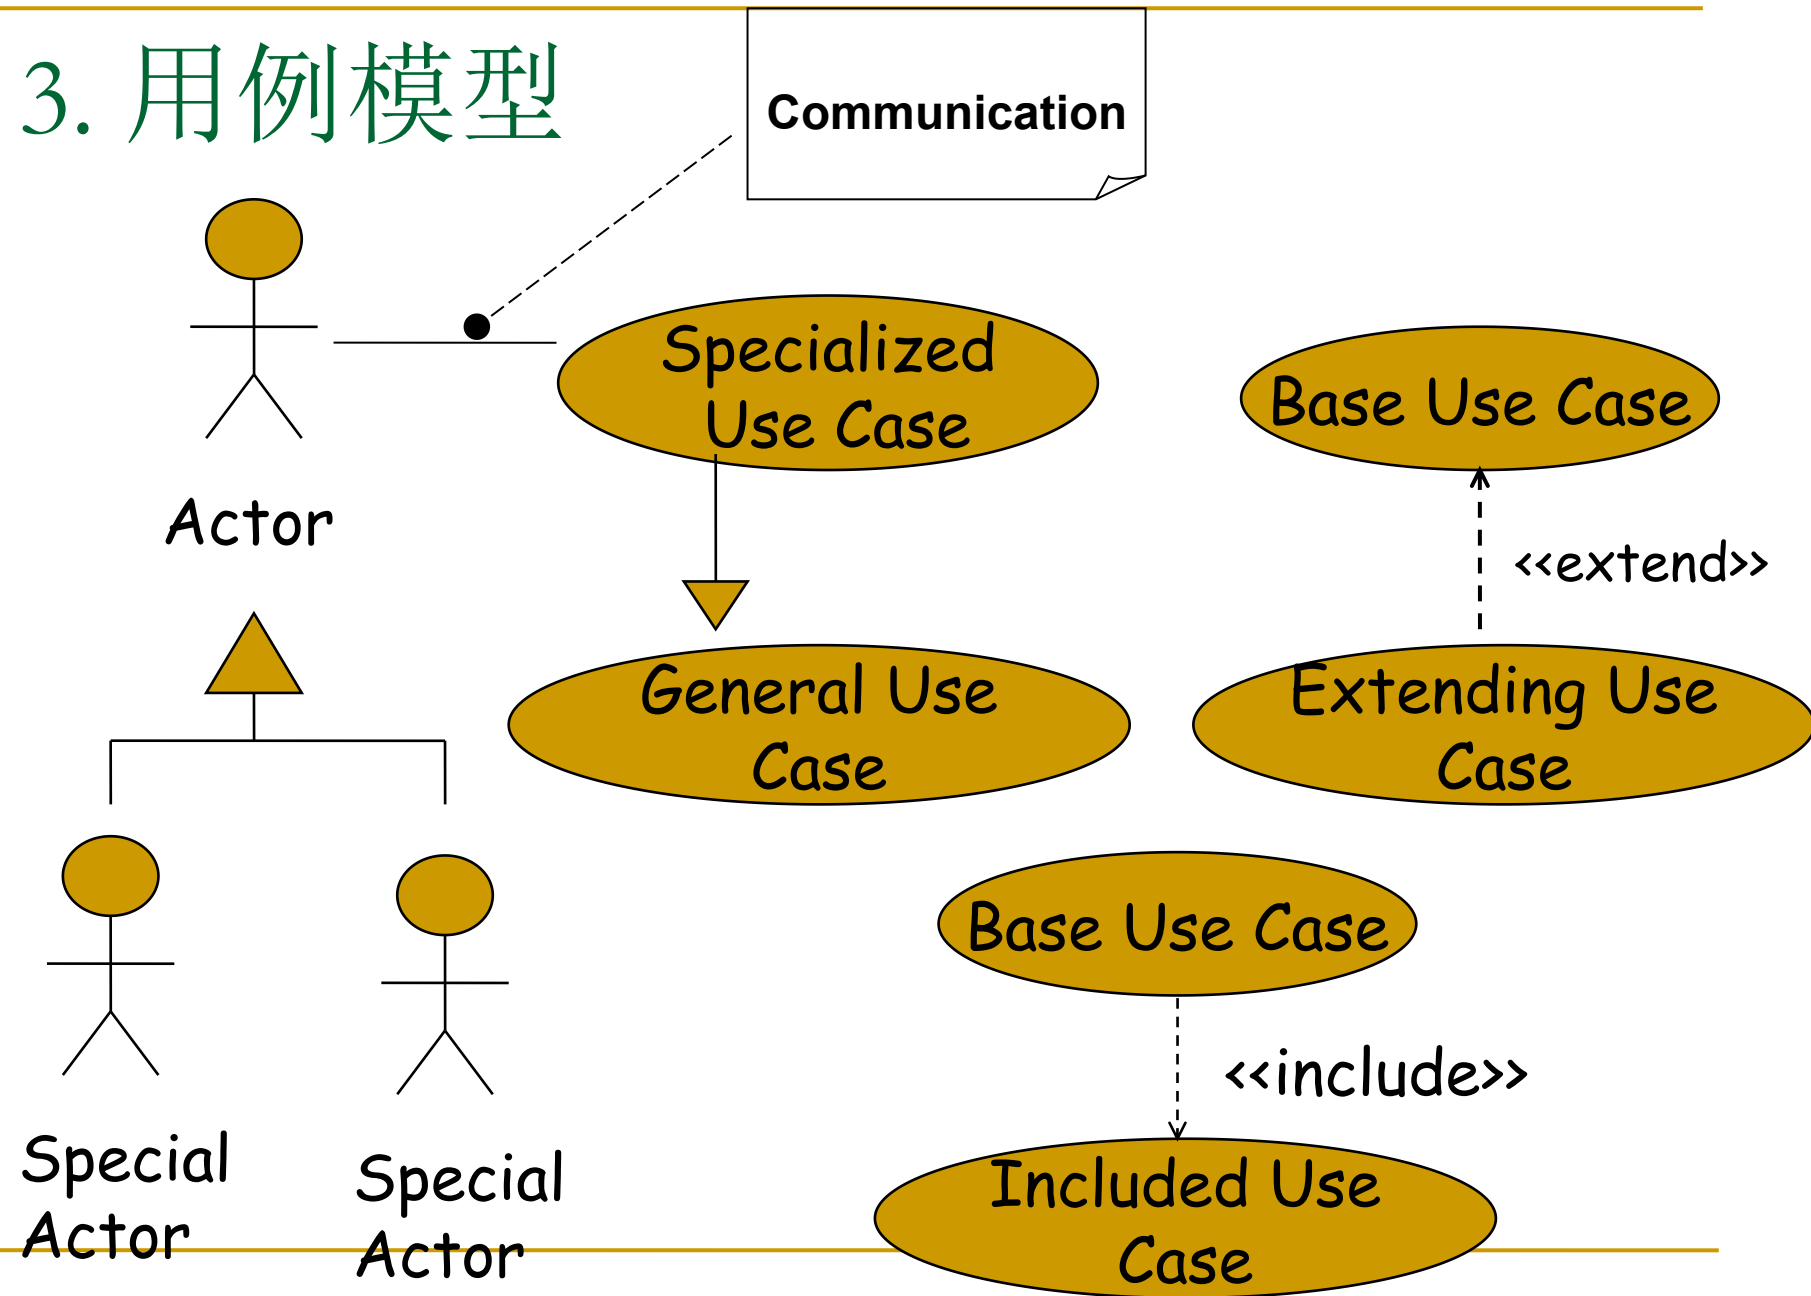 3. 用例模型
Communication
Specialized
Use Case
Base Use Case
Actor
<<extend>>
General Use
Case
Extending Use
Case
Base Use Case
<<include>>
Special
Actor
Special
Actor
Included Use
Case